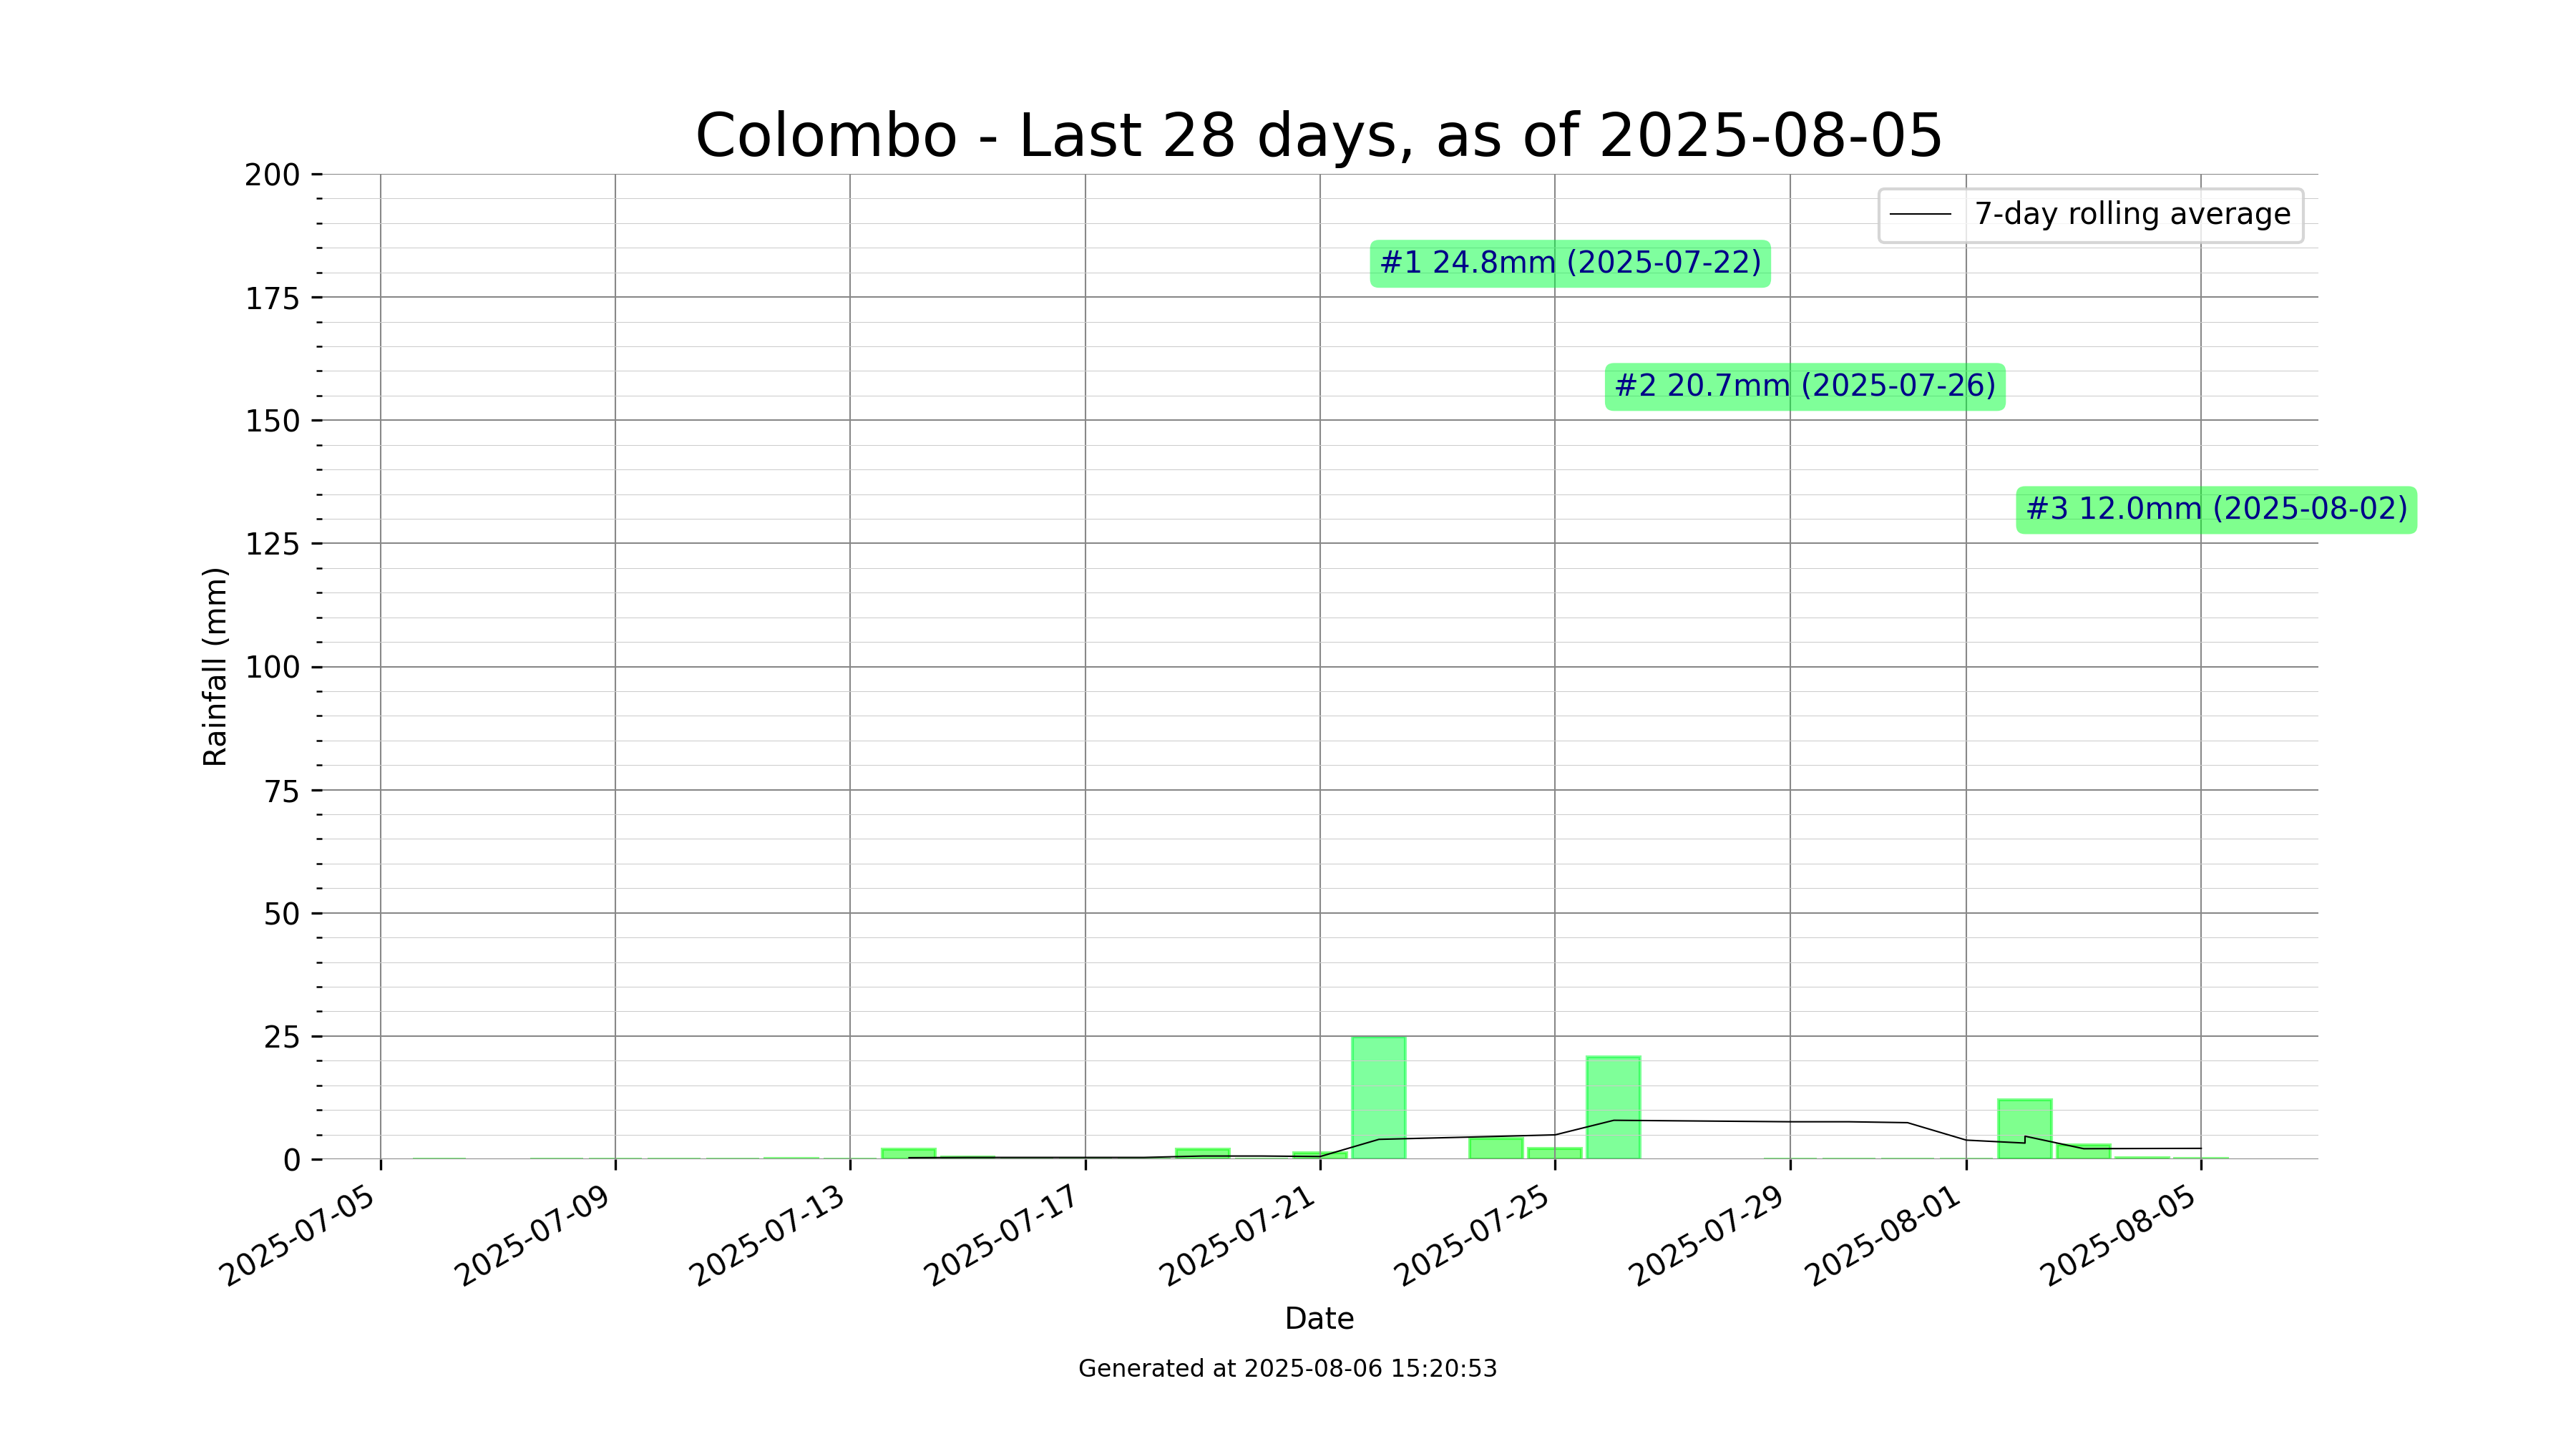 Colombo - Last 28 days, as of 2025-08-05
200
175
150
125
100
75
50
25
0
Rainfall (mm)
7-day rolling average
#1 24.8mm (2025-07-22)
#2 20.7mm (2025-07-26)
#3 12.0mm (2025-08-02)
2025-07-05
2025-07-09
2025-07-13
2025-07-17
2025-07-21
2025-07-25
2025-07-29
2025-08-01
2025-08-05
Date
Generated at 2025-08-06 15:20:53